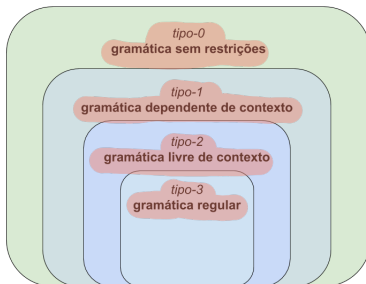 tipo-0
gramática sem restrições
tipo-1
gramática dependente de contexto
tipo-2
gramática livre de contexto
tipo-3
gramática regular